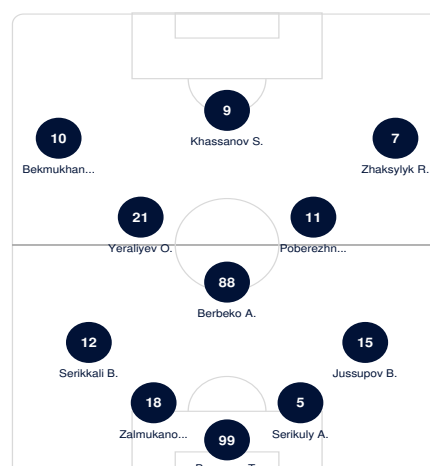 9
Khassanov S.
10
7
Bekmukhan...
Zhaksylyk R.
21
11
Yeraliyev O.
Poberezhn...
88
Berbeko A.
12
15
Serikkali B.
Jussupov B.
18
5
Zalmukano...
Serikuly A.
99